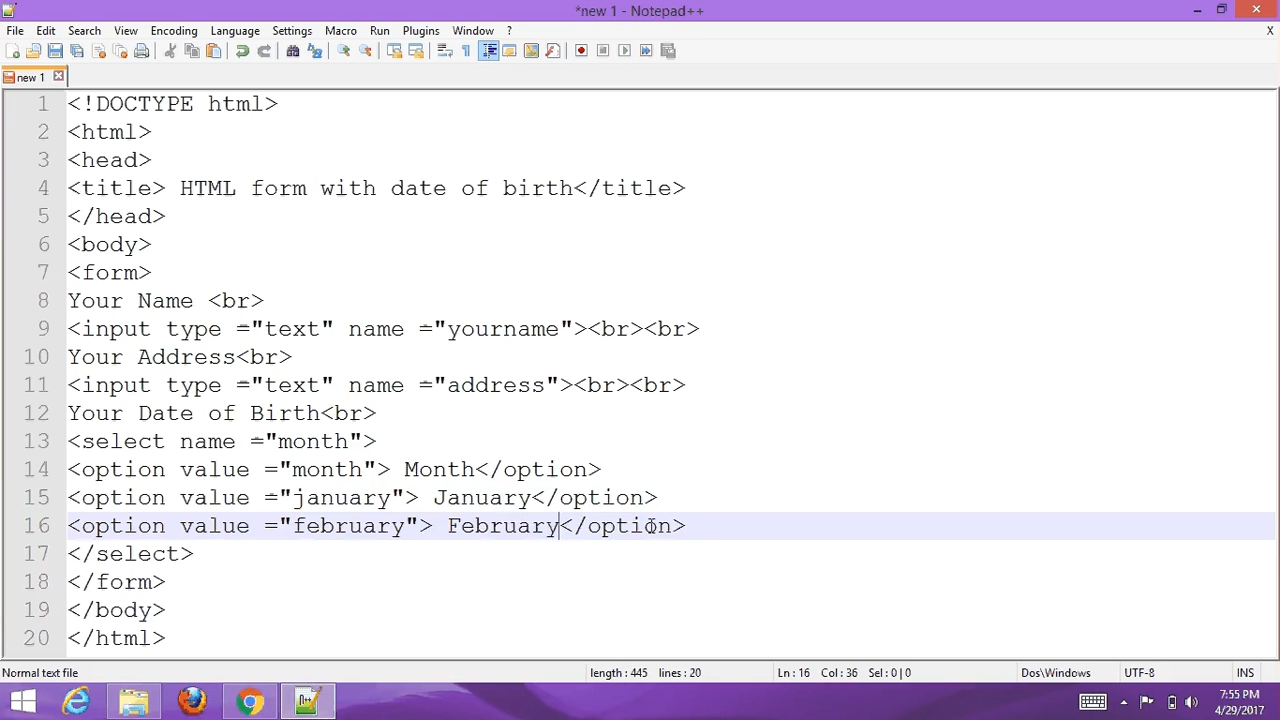 *new 1 - Notepad++
File Edit Search View Encoding Language Settings Macro Run Plugins Window ? X
new 1
1 <!DOCTYPE html>
2 <html>
3 <head>
4 <title> HTML form with date of birth</title>
5 </head>
6 <body>
7 <form>
8 Your Name <br>
9 <input type ="text" name ="yourname"><br><br>
10 Your Address<br>
11 <input type ="text" name ="address"><br><br>
12 Your Date of Birth<br>
13 <select name ="month">
14 <option value ="month"> Month</option>
15 <option value ="january"> January</option>
16 <option value ="february"> February</option>
17 </select>
18 </form>
19 </body>
20 </html>
Normal text file length : 445 lines : 20 Ln : 16 Col : 36 Sel : 0 | 0 Dos\Windows UTF-8 INS
7:55 PM
4/29/2017